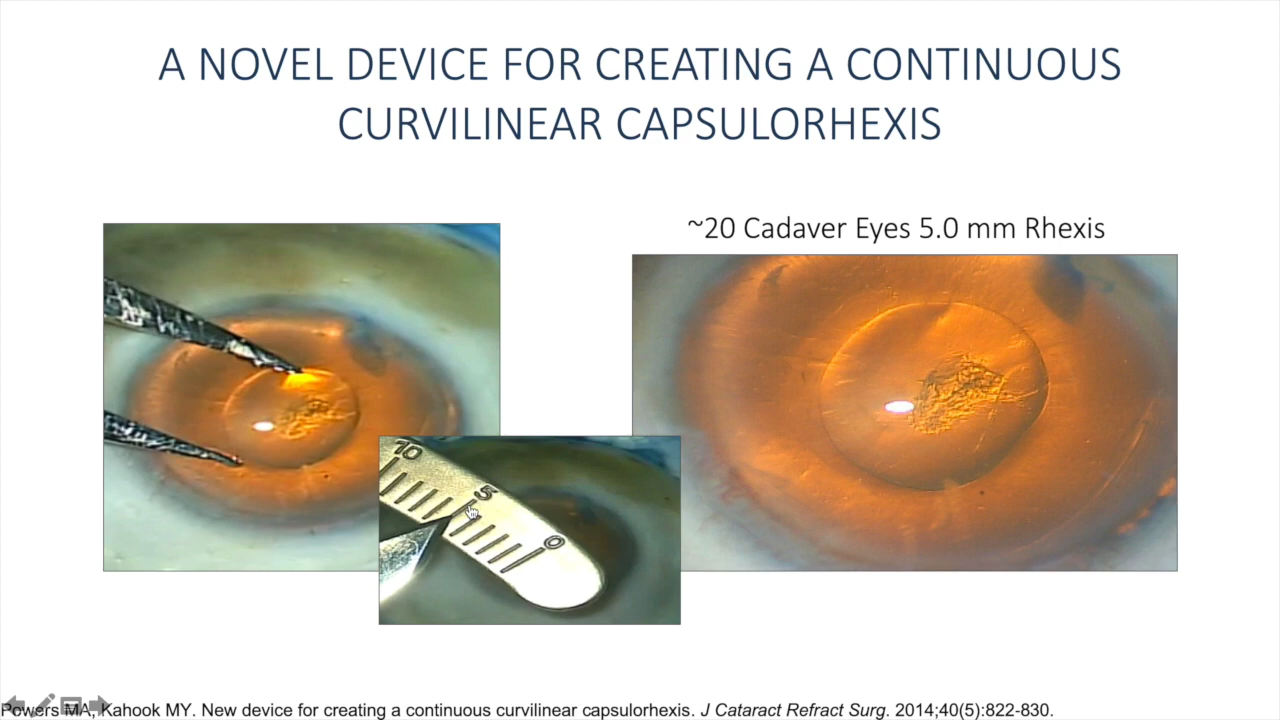 A NOVEL DEVICE FOR CREATING A CONTINUOUS
CURVILINEAR CAPSULORHEXIS
~20 Cadaver Eyes 5.0 mm Rhexis
10
5
0
Powers MA, Kahook MY. New device for creating a continuous curvilinear capsulorhexis. J Cataract Refract Surg. 2014;40(5):822-830.